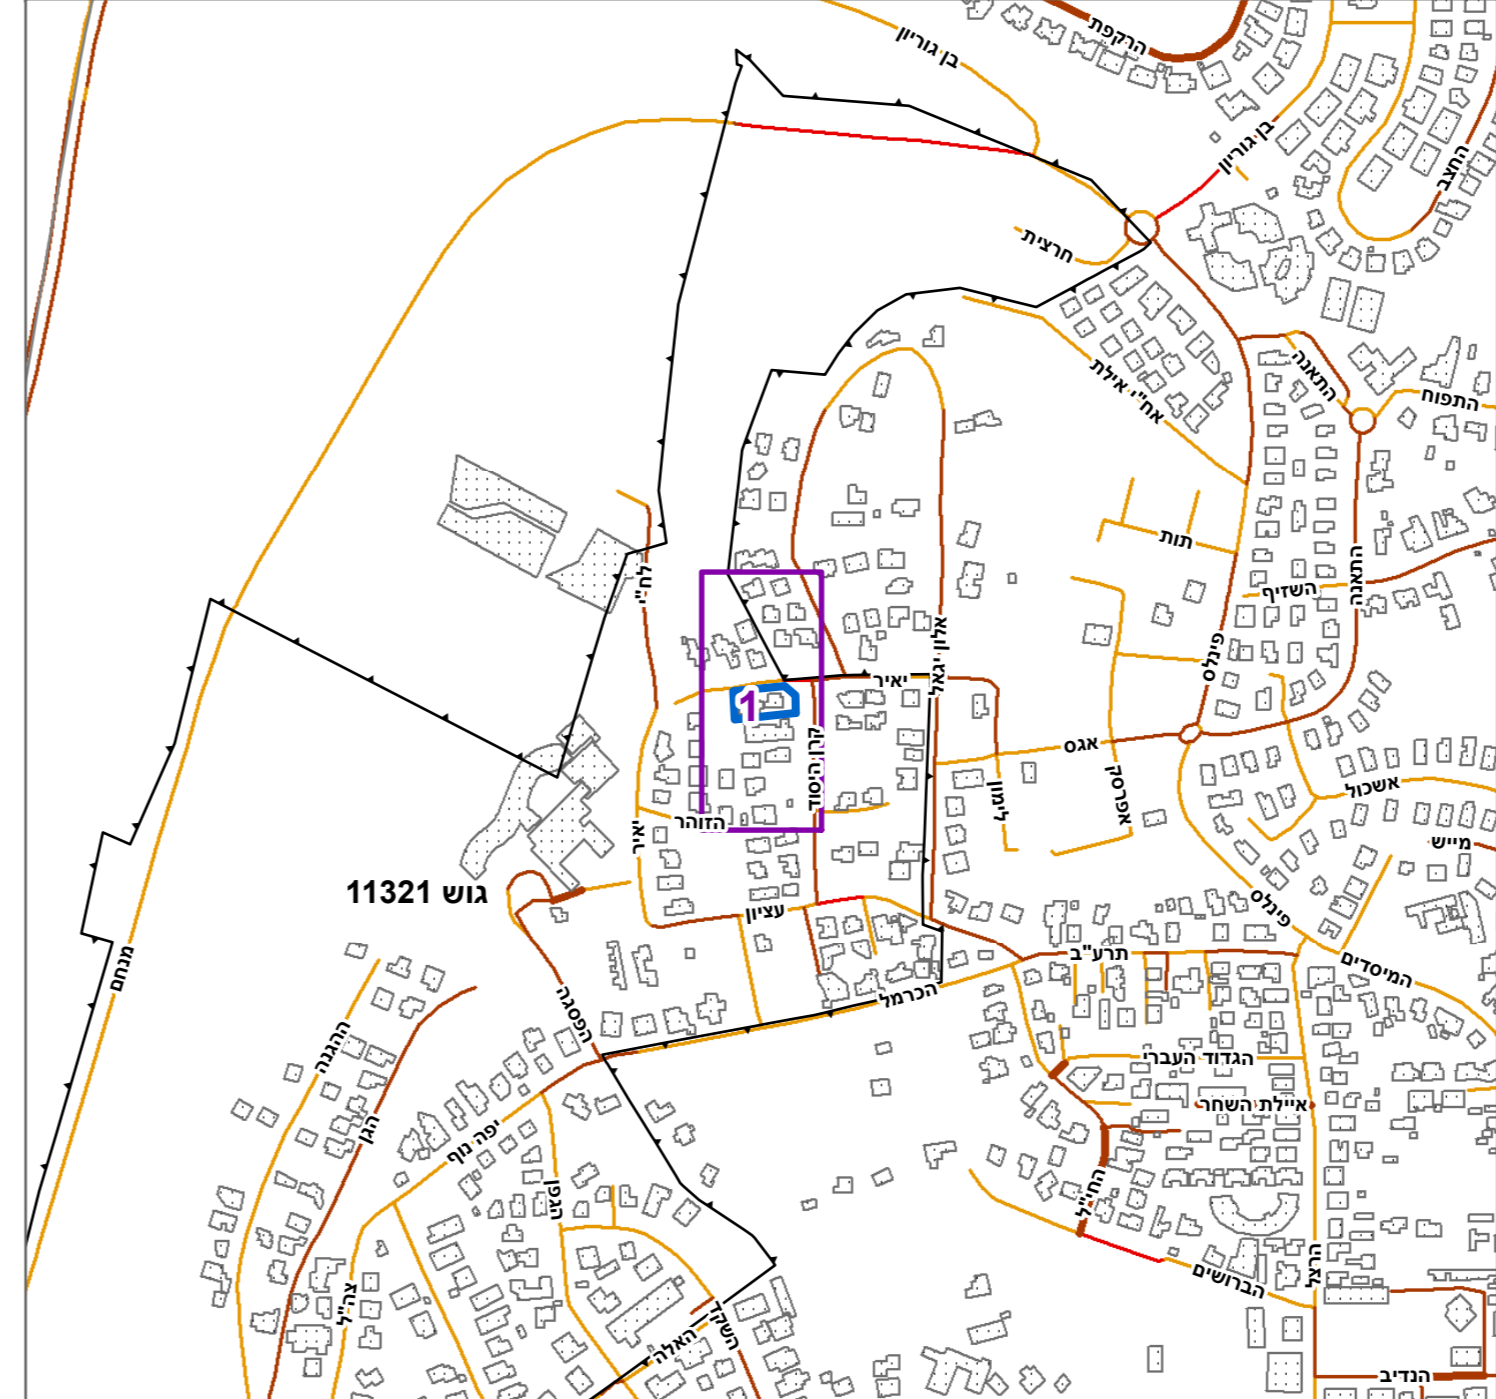 הרקפת
בן גוריון
בן גוריון
החצב
חרצית
התאנה
אח"י אילת
התפוח
תות
התאנה
השזיף
לח"י
אלון יגאל
פינלס
יאיר
1
קרן היסוד
אגס
לימון
אפרסק
אשכול
מייש
הזוהר
יאיר
גוש 11321
עציון
פינלס
תרע"ב
המיסדים
מנחם
הכרמל
הפסגה
ההגנה
הגדוד העברי
איילת השחר
הגן
יפה נוף
הגפן
החי"ל
הרצל
הברושים
צה"ל
השקד
האלה
הנדיב